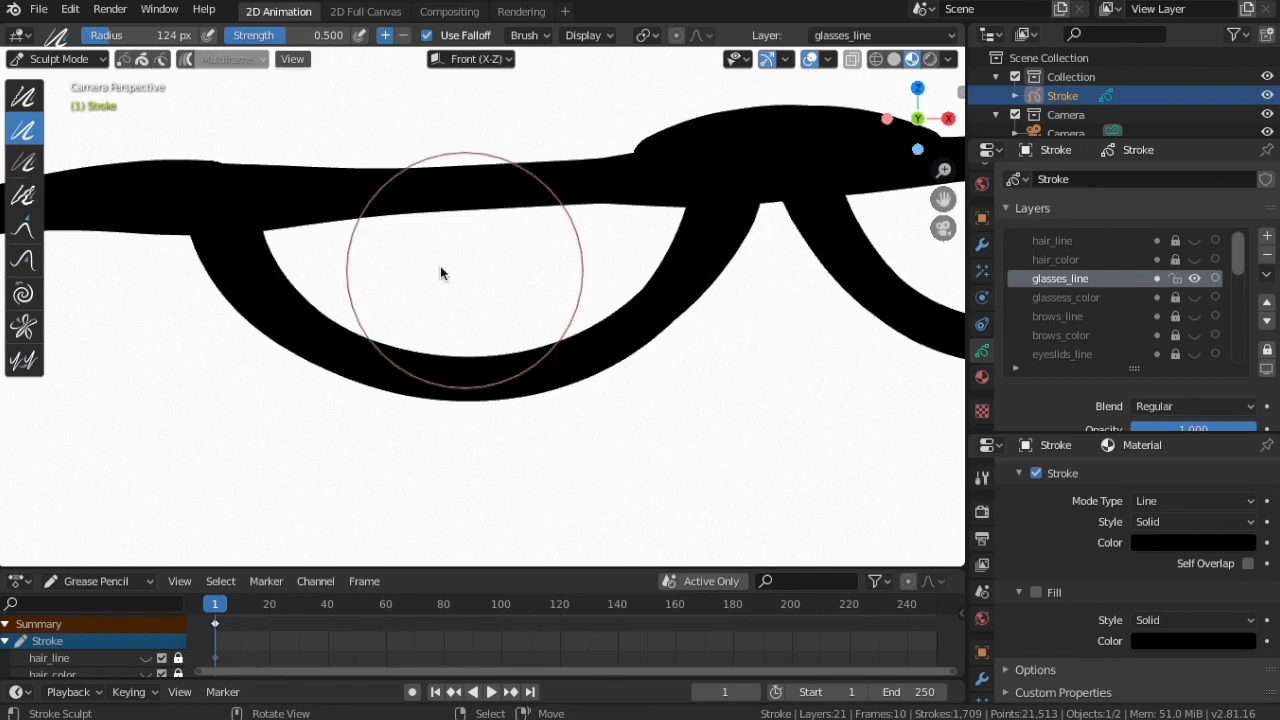 File Edit Render Window Help 2D Animation 2D Full Canvas Compositing Rendering + Scene View Layer
Radius 124 px Strength 0.500 Use Falloff Brush Display Layer: glasses_line
Sculpt Mode Multiframe View Front (X-Z)
Camera Perspective
(1) Stroke
Z
Y
X
Scene Collection
Collection
Stroke
Camera
Camera
Stroke Stroke
Stroke
Layers
hair_line
hair_color
glasses_line
glassess_color
brows_line
brows_color
eyeslids_line
Blend Regular
Opacity 1.000
Stroke Material
Stroke
Mode Type Line
Style Solid
Color
Self Overlap
Fill
Style Solid
Color
Options
Custom Properties
Grease Pencil View Select Marker Channel Frame Active Only
1 20 40 60 80 100 120 140 160 180 200 220 240
Summary
Stroke
hair_line
hair_color
Playback Keying View Marker 1 Start 1 End 250
Stroke Sculpt Rotate View Select Move Stroke | Layers:21 | Frames:10 | Strokes:1,709 | Points:21,513 | Objects:1/2 | Mem: 51.0 MiB | v2.81.16